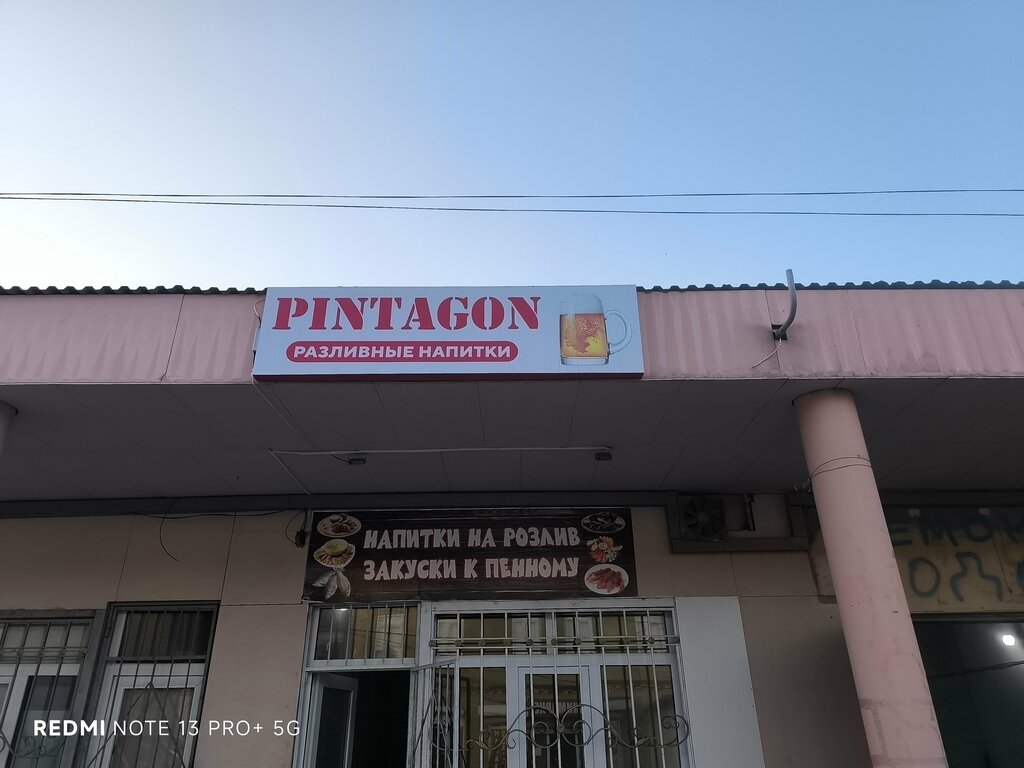 PINTAGON
РАЗЛИВНЫЕ НАПИТКИ
НАПИТКИ НА РОЗЛИВ
ЗАКУСКИ К ПЕННОМУ
REDMI NOTE 13 PRO+ 5G